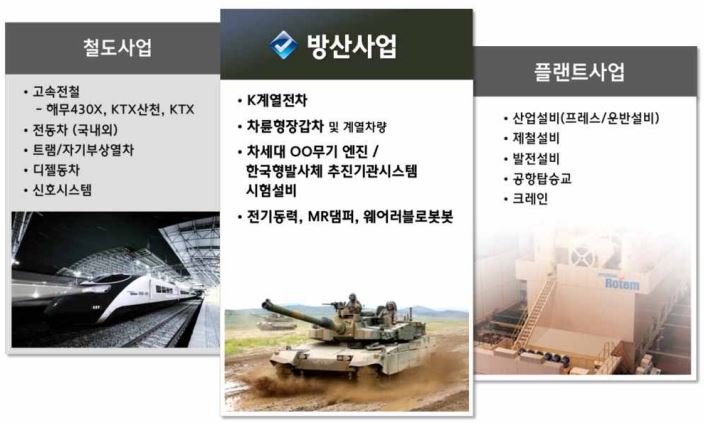 철도사업
• 고속전철
- 해무430X, KTX산천, KTX
• 전동차 (국내외)
• 트램/자기부상열차
• 디젤동차
• 신호시스템
방산사업
• K계열전차
• 차륜형장갑차 및 계열차량
• 차세대 OO무기 엔진 /
한국형발사체 추진기관시스템
시험설비
• 전기동력, MR댐퍼, 웨어러블로봇봇
플랜트사업
• 산업설비(프레스/운반설비)
• 제철설비
• 발전설비
• 공항탑승교
• 크레인
Rotem